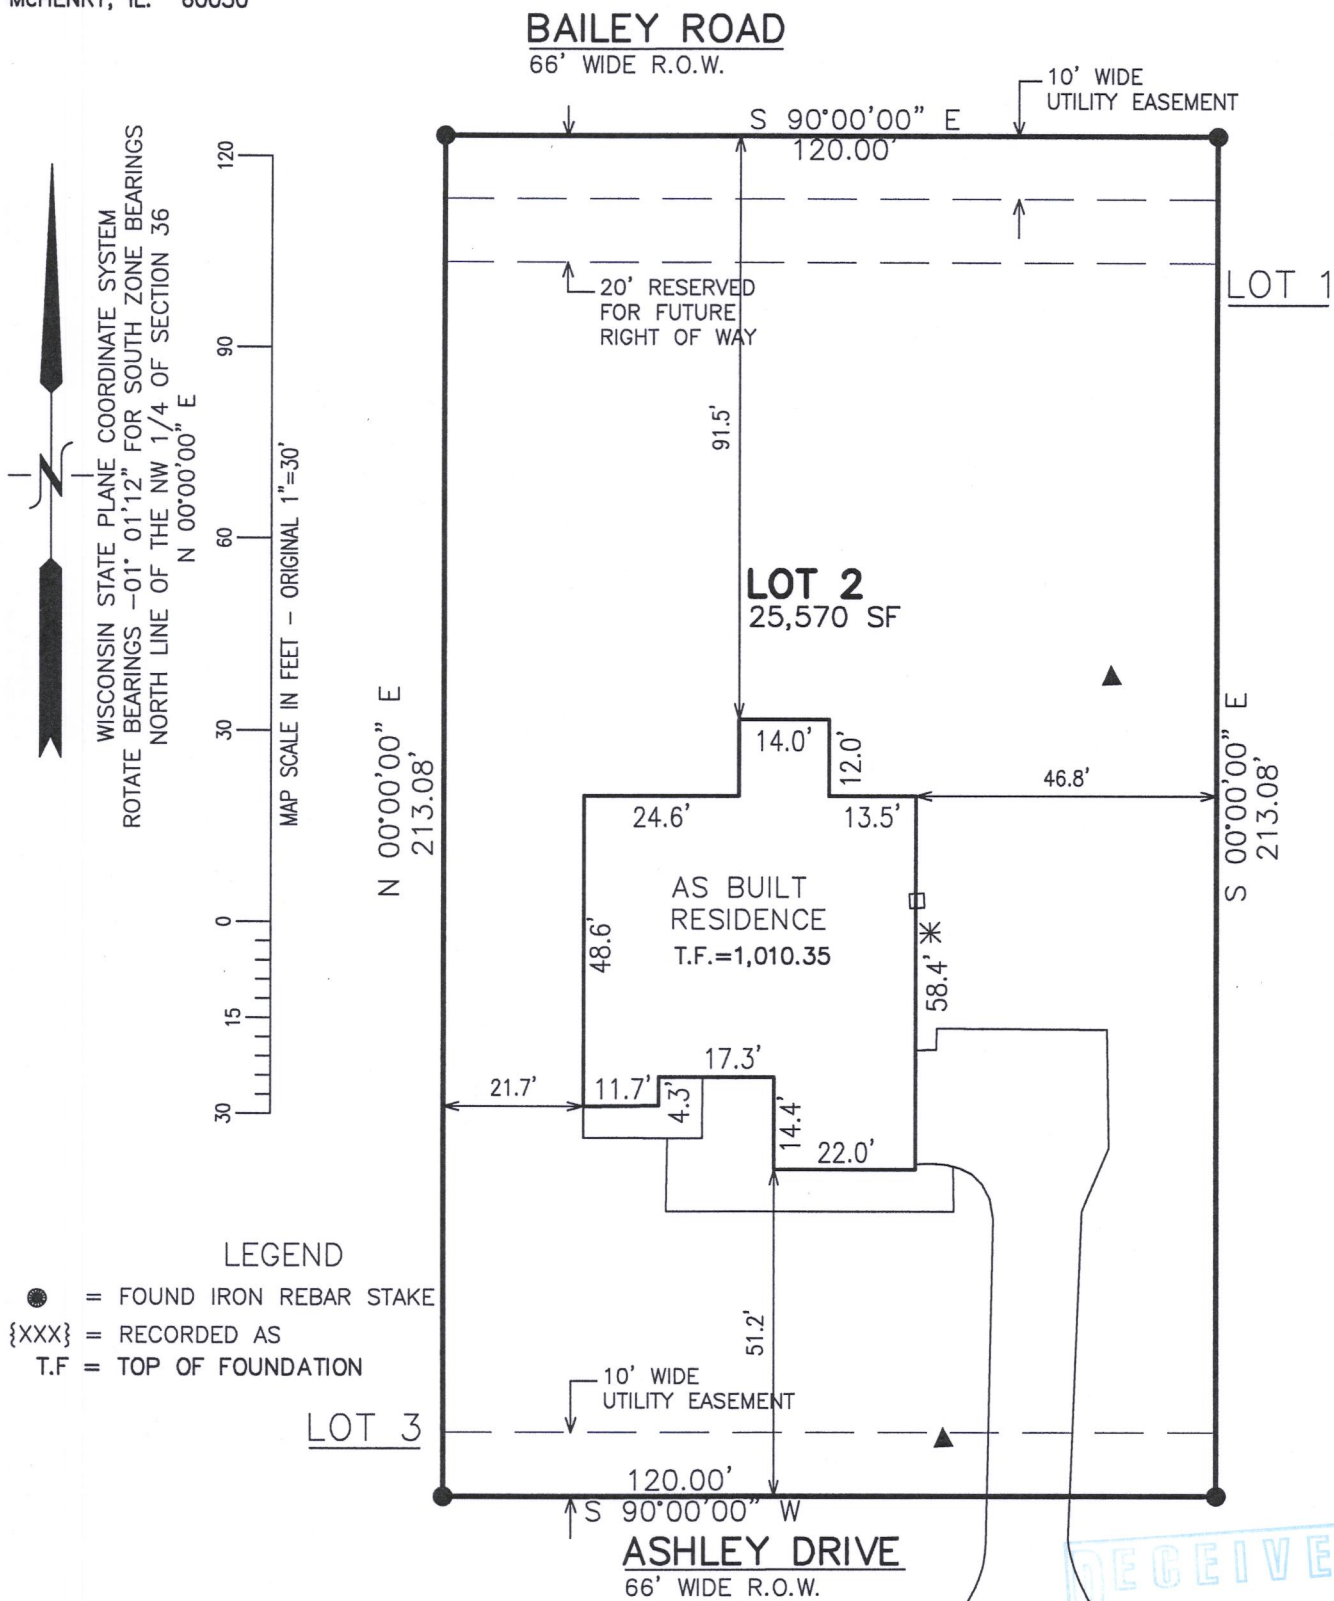 McHENRY, IL. 60050
BAILEY ROAD
66' WIDE R.O.W.
10' WIDE
UTILITY EASEMENT
S 90°00'00" E
120.00'
20' RESERVED
FOR FUTURE
RIGHT OF WAY
LOT 1
WISCONSIN STATE PLANE COORDINATE SYSTEM
ROTATE BEARINGS -01° 01'12" FOR SOUTH ZONE BEARINGS
NORTH LINE OF THE NW 1/4 OF SECTION 36
N 00°00'00" E
N
120
90
60
30
0
15
30
MAP SCALE IN FEET - ORIGINAL 1"=30'
91.5'
LOT 2
25,570 SF
N 00°00'00" E
213.08'
S 00°00'00" E
213.08'
14.0'
12.0'
46.8'
24.6'
13.5'
AS BUILT
RESIDENCE
T.F.=1,010.35
48.6'
58.4'
17.3'
21.7'
11.7'
4.3'
14.4'
22.0'
51.2'
LEGEND
= FOUND IRON REBAR STAKE
{XXX} = RECORDED AS
T.F = TOP OF FOUNDATION
10' WIDE
UTILITY EASEMENT
LOT 3
120.00'
S 90°00'00" W
ASHLEY DRIVE
66' WIDE R.O.W.
DECEIVE